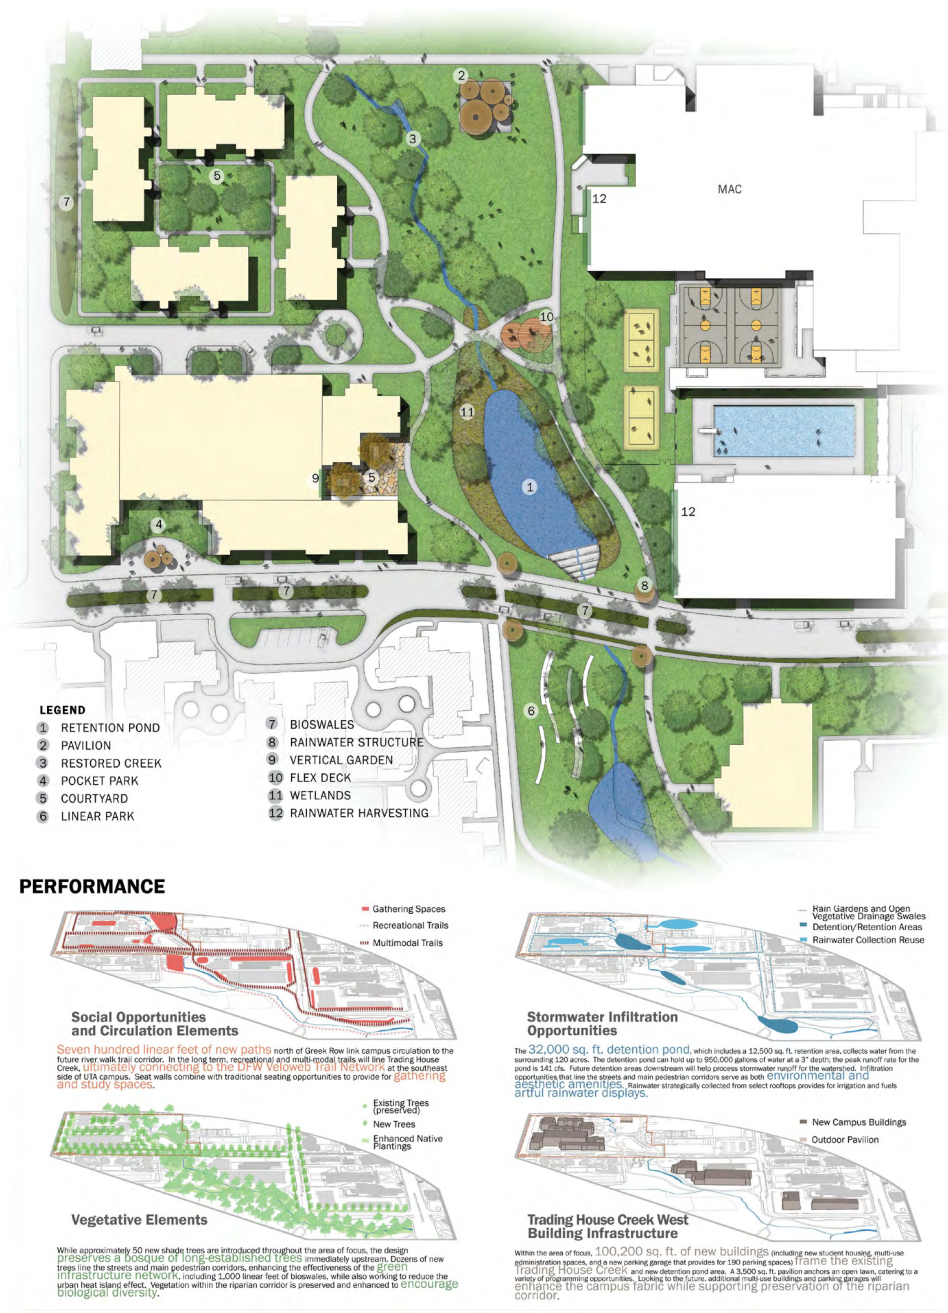 2
3
5
12
MAC
7
10
11
9
5
1
12
4
7
7
7
8
6
LEGEND
1 RETENTION POND
2 PAVILION
3 RESTORED CREEK
4 POCKET PARK
5 COURTYARD
6 LINEAR PARK
7 BIOSWALES
8 RAINWATER STRUCTURE
9 VERTICAL GARDEN
10 FLEX DECK
11 WETLANDS
12 RAINWATER HARVESTING
PERFORMANCE
Gathering Spaces
Recreational Trails
Multimodal Trails
Social Opportunities
and Circulation Elements
Seven hundred linear feet of new paths north of Greek Row link campus circulation to the
future river walk trail corridor. In the long term, recreational and multi-modal trails will line Trading House
Creek, ultimately connecting to the DFW Veloweb Trail Network at the southeast
side of UTA campus. Seat walls combine with traditional seating opportunities to provide for gathering
and study spaces.
Rain Gardens and Open
Vegetative Drainage Swales
Detention/Retention Areas
Rainwater Collection Reuse
Stormwater Infiltration
Opportunities
The 32,000 sq. ft. detention pond, which includes a 12,500 sq. ft. retention area, collects water from the
surrounding 120 acres. The detention pond can hold up to 950,000 gallons of water at a 3" depth; the peak runoff rate for the
pond is 141 cfs. Future detention areas downstream will help process stormwater runoff for the watershed. Infiltration
opportunities that line the streets and main pedestrian corridors serve as both environmental and
aesthetic amenities. Rainwater strategically collected from select rooftops provides for irrigation and fuels
artful rainwater displays.
Existing Trees
(preserved)
New Trees
Enhanced Native
Plantings
Vegetative Elements
While approximately 50 new shade trees are introduced throughout the area of focus, the design
preserves a bosque of long-established trees immediately upstream. Dozens of new
trees line the streets and main pedestrian corridors, enhancing the effectiveness of the green
infrastructure network, including 1,000 linear feet of bioswales, while also working to reduce the
urban heat island effect. Vegetation within the riparian corridor is preserved and enhanced to encourage
biological diversity.
New Campus Buildings
Outdoor Pavilion
Trading House Creek West
Building Infrastructure
Within the area of focus, 100,200 sq. ft. of new buildings (including new student housing, multi-use
administration spaces, and a new parking garage that provides for 190 parking spaces) frame the existing
Trading House Creek and new detention pond area. A 3,500 sq. ft. pavilion anchors an open lawn, catering to a
variety of programming opportunities. Looking to the future, additional multi-use buildings and parking garages will
enhance the campus fabric while supporting preservation of the riparian
corridor.